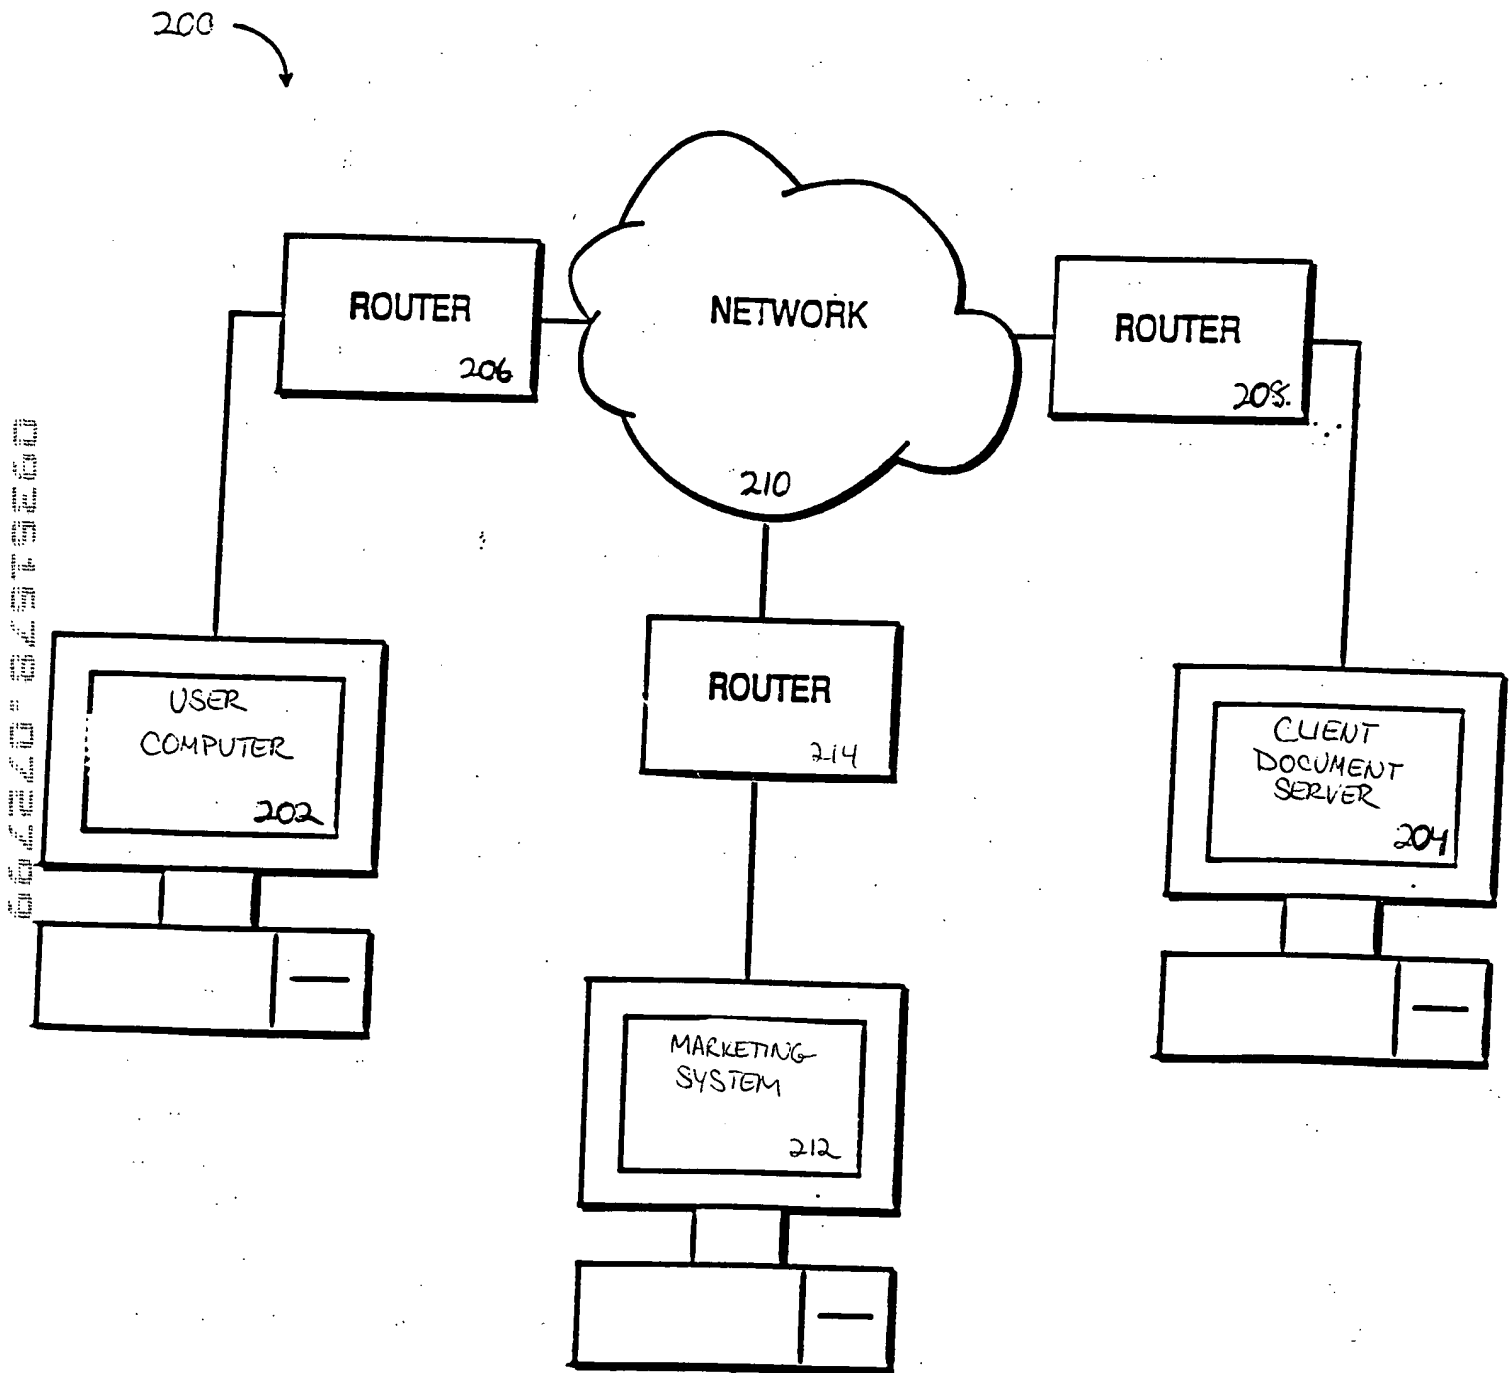 200
NETWORK
210
ROUTER
206
ROUTER
208.
ROUTER
214
USER
COMPUTER
202
CLIENT
DOCUMENT
SERVER
204
MARKETING
SYSTEM
212